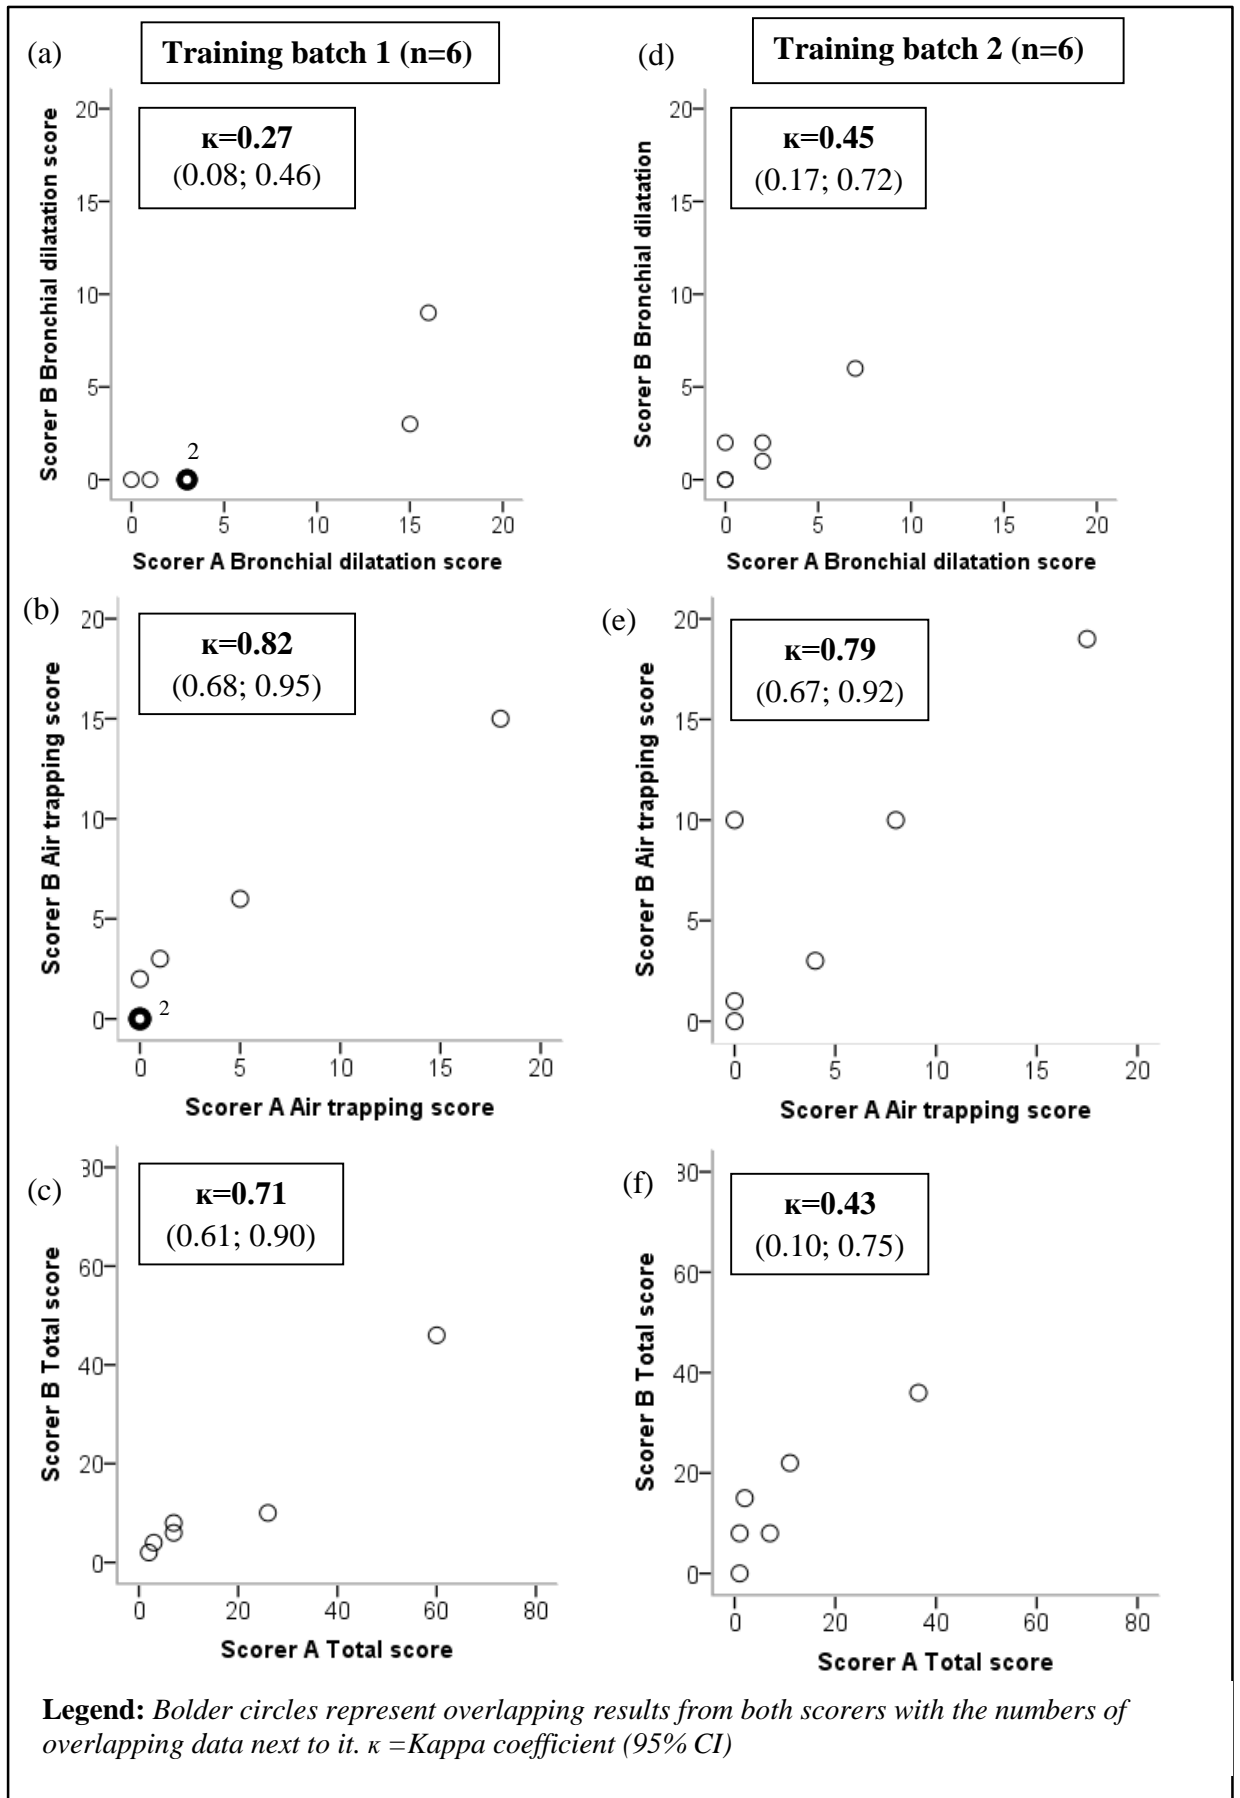 (a)
Training batch 1 (n=6)
κ=0.27
(0.08; 0.46)
Scorer B Bronchial dilatation score
20
15
10
5
0
2
0 5 10 15 20
Scorer A Bronchial dilatation score
(d)
Training batch 2 (n=6)
κ=0.45
(0.17; 0.72)
Scorer B Bronchial dilatation
20
15
10
5
0
0 5 10 15 20
Scorer A Bronchial dilatation score
(b)
κ=0.82
(0.68; 0.95)
Scorer B Air trapping score
20
15
10
5
0
2
0 5 10 15 20
Scorer A Air trapping score
(e)
κ=0.79
(0.67; 0.92)
Scorer B Air trapping score
20
15
10
5
0
0 5 10 15 20
Scorer A Air trapping score
(c)
κ=0.71
(0.61; 0.90)
Scorer B Total score
80
60
40
20
0
0 20 40 60 80
Scorer A Total score
(f)
κ=0.43
(0.10; 0.75)
Scorer B Total score
80
60
40
20
0
0 20 40 60 80
Scorer A Total score
Legend: Bolder circles represent overlapping results from both scorers with the numbers of
overlapping data next to it. κ =Kappa coefficient (95% CI)